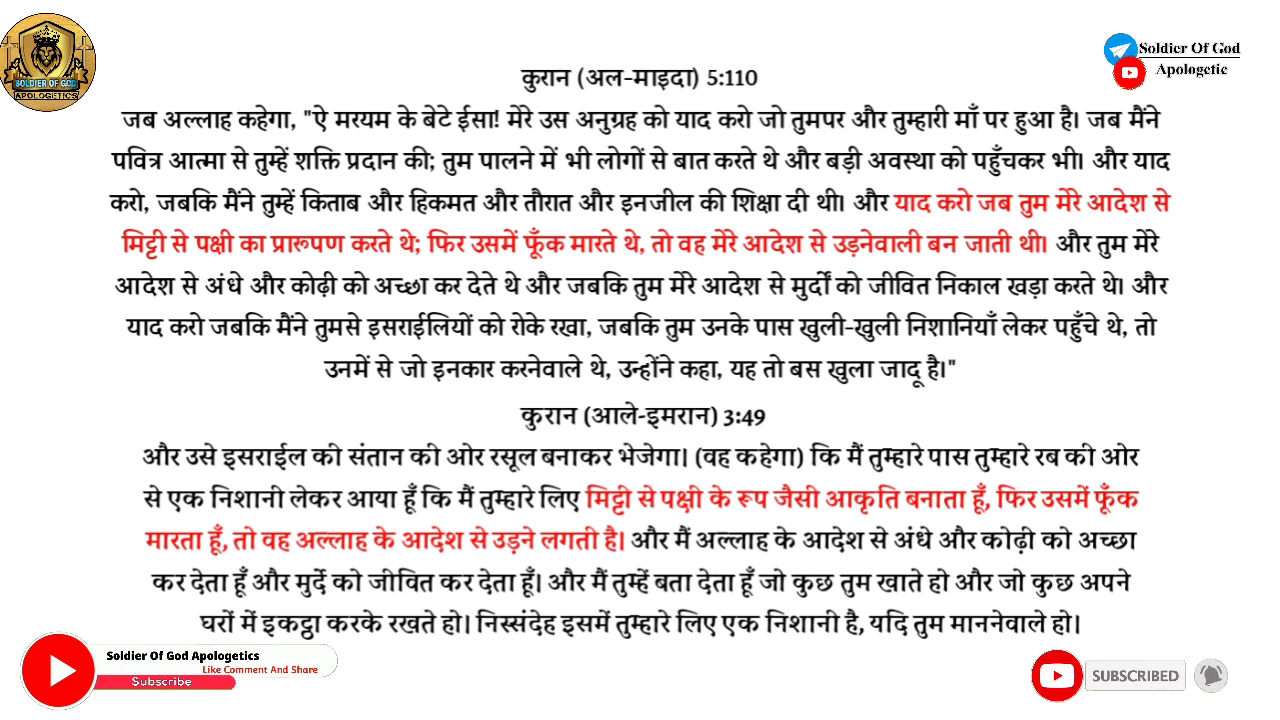 SOLDIER OF GOD
APOLOGETICS
Soldier Of God
Apologetic
कुरान (अल-माइदा) 5:110
जब अल्लाह कहेगा, "ऐ मरयम के बेटे ईसा! मेरे उस अनुग्रह को याद करो जो तुमपर और तुम्हारी माँ पर हुआ है। जब मैंने
पवित्र आत्मा से तुम्हें शक्ति प्रदान की; तुम पालने में भी लोगों से बात करते थे और बड़ी अवस्था को पहुँचकर भी। और याद
करो, जबकि मैंने तुम्हें किताब और हिकमत और तौरात और इनजील की शिक्षा दी थी। और याद करो जब तुम मेरे आदेश से
मिट्टी से पक्षी का प्रारूपण करते थे; फिर उसमें फूँक मारते थे, तो वह मेरे आदेश से उड़नेवाली बन जाती थी। और तुम मेरे
आदेश से अंधे और कोढ़ी को अच्छा कर देते थे और जबकि तुम मेरे आदेश से मुर्दों को जीवित निकाल खड़ा करते थे। और
याद करो जबकि मैंने तुमसे इसराईलियों को रोके रखा, जबकि तुम उनके पास खुली-खुली निशानियाँ लेकर पहुँचे थे, तो
उनमें से जो इनकार करनेवाले थे, उन्होंने कहा, यह तो बस खुला जादू है।"
कुरान (आले-इमरान) 3:49
और उसे इसराईल की संतान की ओर रसूल बनाकर भेजेगा। (वह कहेगा) कि मैं तुम्हारे पास तुम्हारे रब की ओर
से एक निशानी लेकर आया हूँ कि मैं तुम्हारे लिए मिट्टी से पक्षी के रूप जैसी आकृति बनाता हूँ, फिर उसमें फूँक
मारता हूँ, तो वह अल्लाह के आदेश से उड़ने लगती है। और मैं अल्लाह के आदेश से अंधे और कोढ़ी को अच्छा
कर देता हूँ और मुर्दे को जीवित कर देता हूँ। और मैं तुम्हें बता देता हूँ जो कुछ तुम खाते हो और जो कुछ अपने
घरों में इकट्ठा करके रखते हो। निस्संदेह इसमें तुम्हारे लिए एक निशानी है, यदि तुम माननेवाले हो।
Soldier Of God Apologetics
Like Comment And Share
Subscribe
SUBSCRIBED